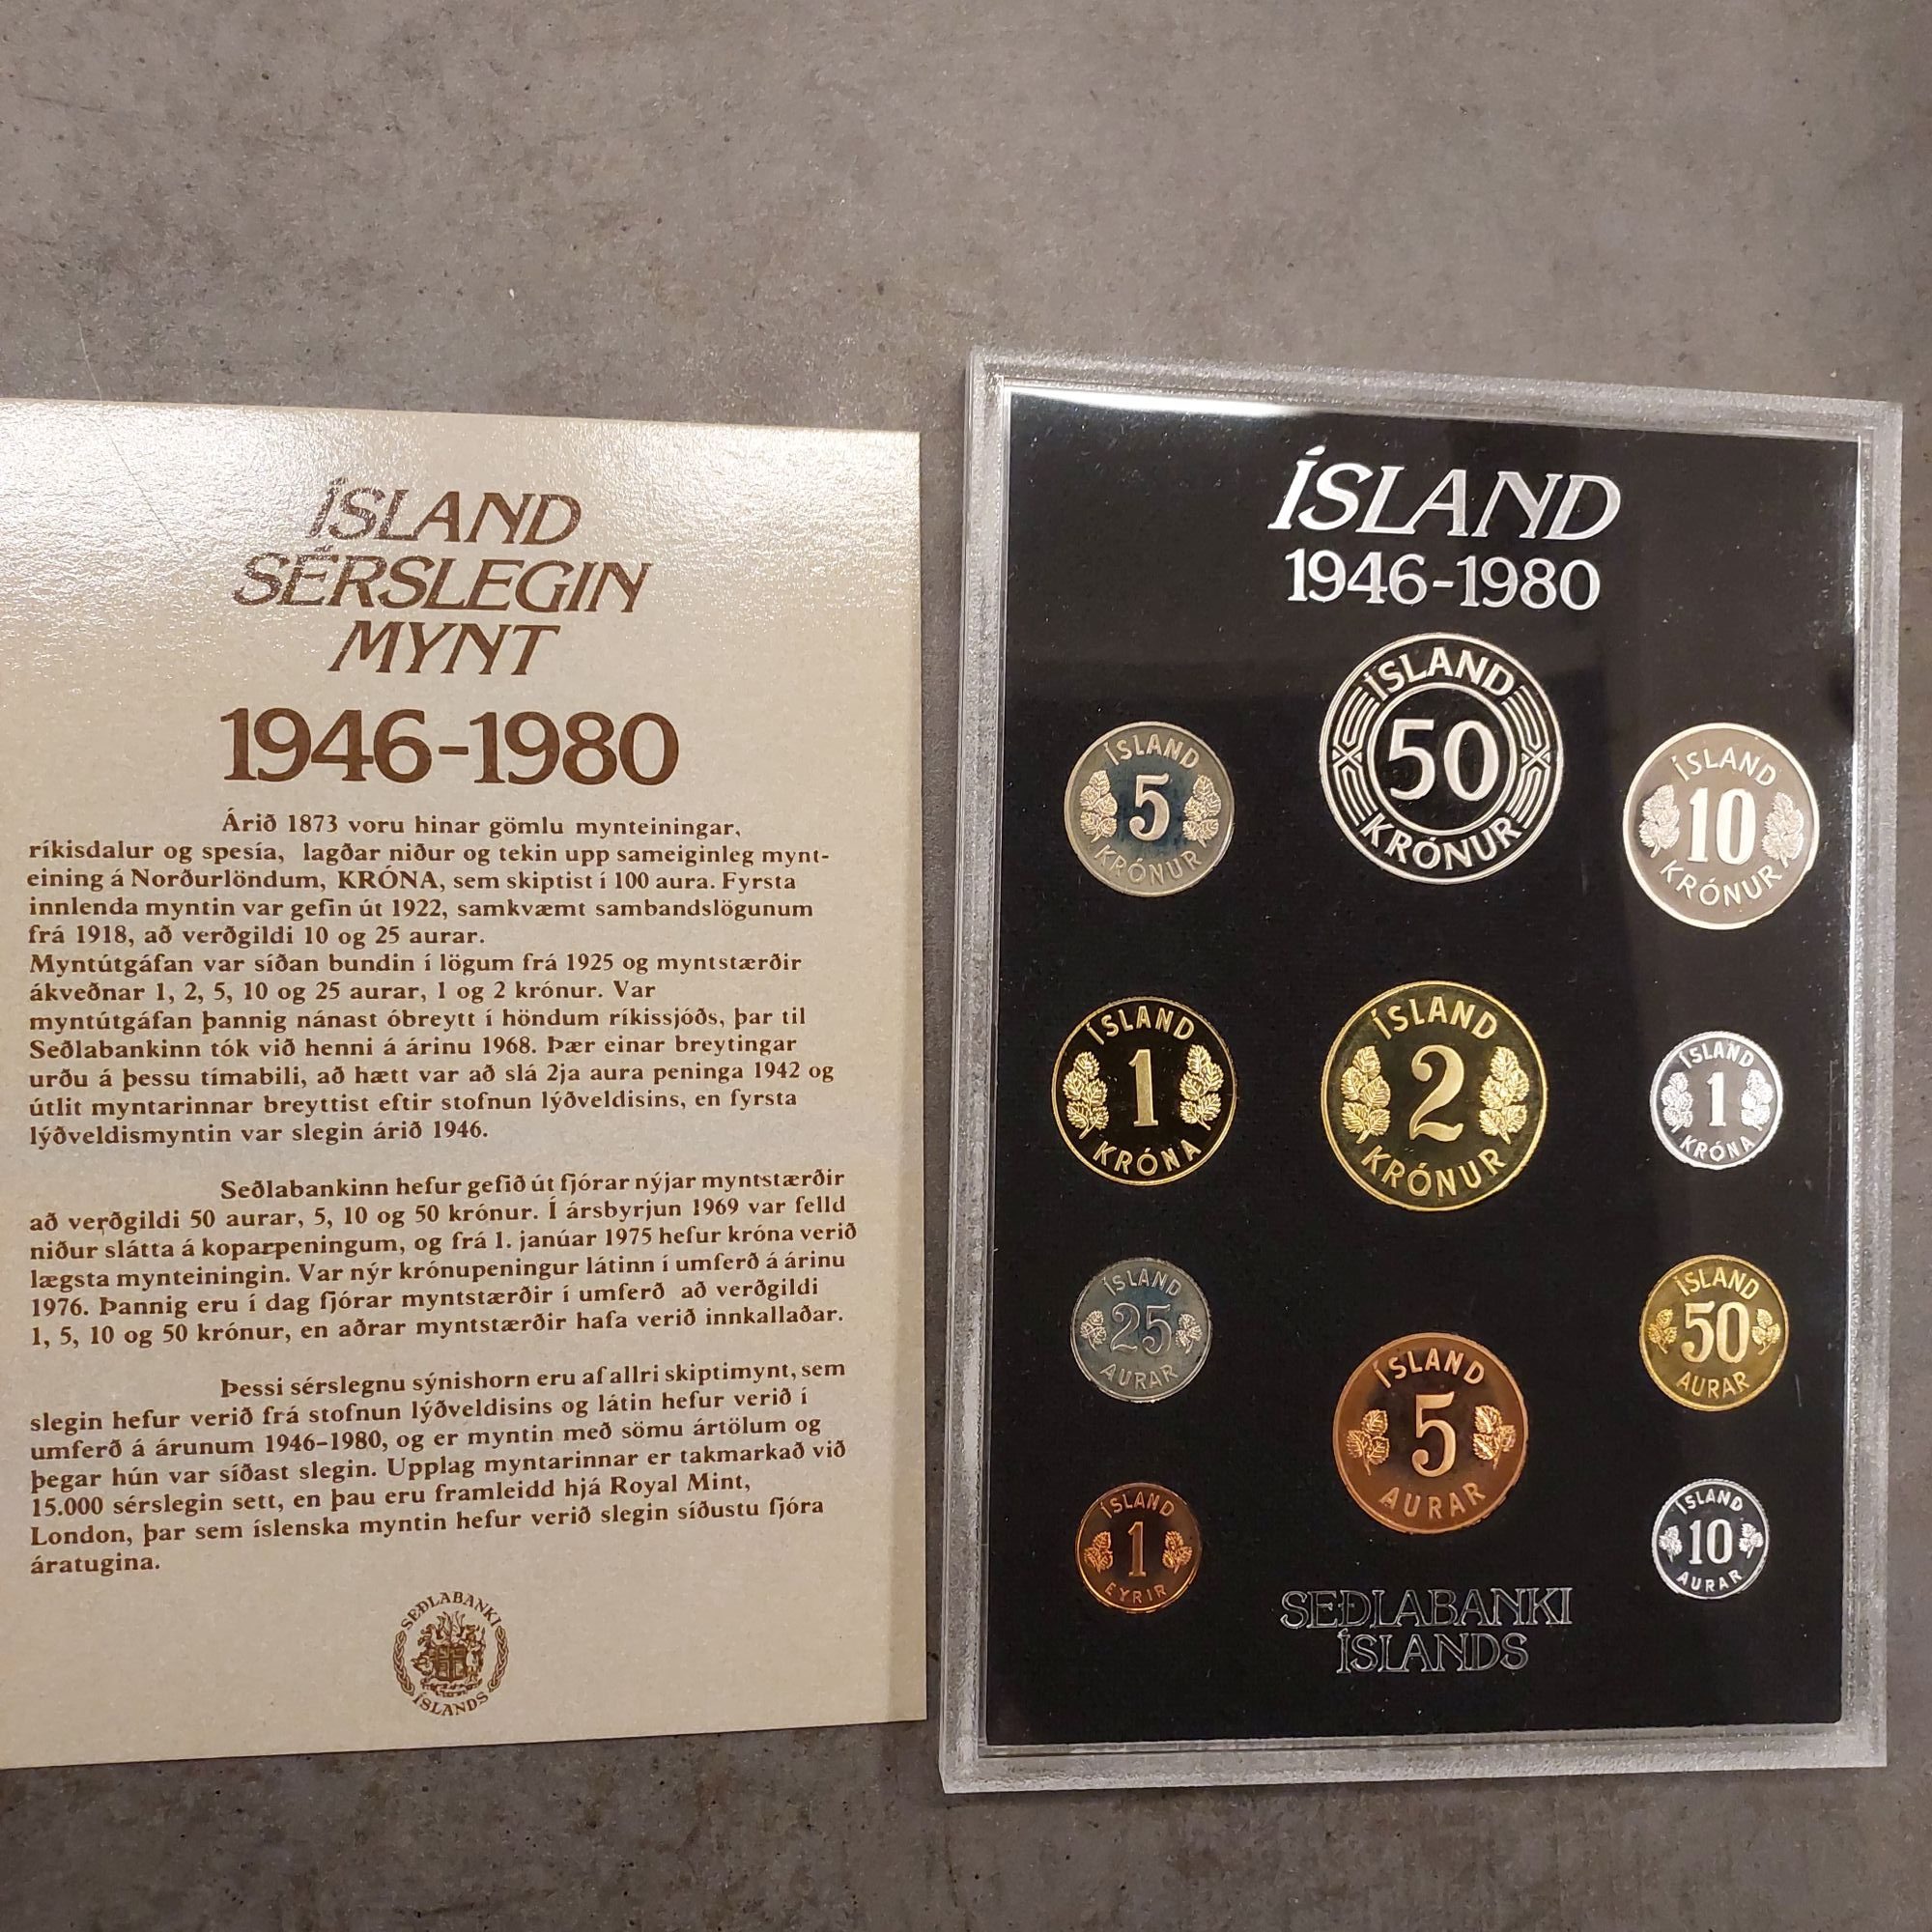 ÍSLAND
SÉRSLEGIN
MYNT
1946-1980
Árið 1873 voru hinar gömlu mynteiningar,
ríkisdalur og spesía, lagðar niður og tekin upp sameiginleg mynt-
eining á Norðurlöndum, KRÓNA, sem skiptist í 100 aura. Fyrsta
innlenda myntin var gefin út 1922, samkvæmt sambandslögunum
frá 1918, að verðgildi 10 og 25 aurar.
Myntútgáfan var síðan bundin í lögum frá 1925 og myntstærðir
ákveðnar 1, 2, 5, 10 og 25 aurar, 1 og 2 krónur. Var
myntútgáfan þannig nánast óbreytt í höndum ríkissjóðs, þar til
Seðlabankinn tók við henni á árinu 1968. Þær einar breytingar
urðu á þessu tímabili, að hætt var að slá 2ja aura peninga 1942 og
útlit myntarinnar breyttist eftir stofnun lýðveldisins, en fyrsta
lýðveldismyntin var slegin árið 1946.
Seðlabankinn hefur gefið út fjórar nýjar myntstærðir
að verðgildi 50 aurar, 5, 10 og 50 krónur. Í ársbyrjun 1969 var felld
niður slátta á koparpeningum, og frá 1. janúar 1975 hefur króna verið
lægsta mynteiningin. Var nýr krónupeningur látinn í umferð á árinu
1976. Þannig eru í dag fjórar myntstærðir í umferð að verðgildi
1, 5, 10 og 50 krónur, en aðrar myntstærðir hafa verið innkallaðar.
Þessi sérslegnu sýnishorn eru af allri skiptimynt, sem
slegin hefur verið frá stofnun lýðveldisins og látin hefur verið í
umferð á árunum 1946-1980, og er myntin með sömu ártölum og
þegar hún var síðast slegin. Upplag myntarinnar er takmarkað við
15.000 sérslegin sett, en þau eru framleidd hjá Royal Mint,
London, þar sem íslenska myntin hefur verið slegin síðustu fjóra
áratugina.
SEÐLABANKI
ÍSLANDS
ÍSLAND
1946-1980
ÍSLAND
5
KRÓNUR
ÍSLAND
50
KRÓNUR
ÍSLAND
10
KRÓNUR
ÍSLAND
1
KRÓNA
ÍSLAND
2
KRÓNUR
ÍSLAND
1
KRÓNA
ÍSLAND
25
AURAR
ÍSLAND
5
AURAR
ÍSLAND
50
AURAR
ÍSLAND
1
EYRIR
ÍSLAND
10
AURAR
SEÐLABANKI
ÍSLANDS